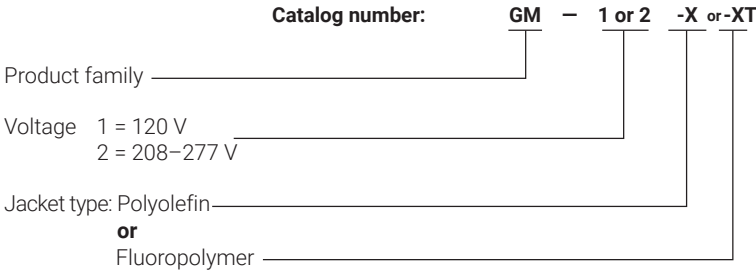 Catalog number: GM – 1 or 2 -X or -XT
Product family
Voltage 1 = 120 V
2 = 208–277 V
Jacket type: Polyolefin
or
Fluoropolymer